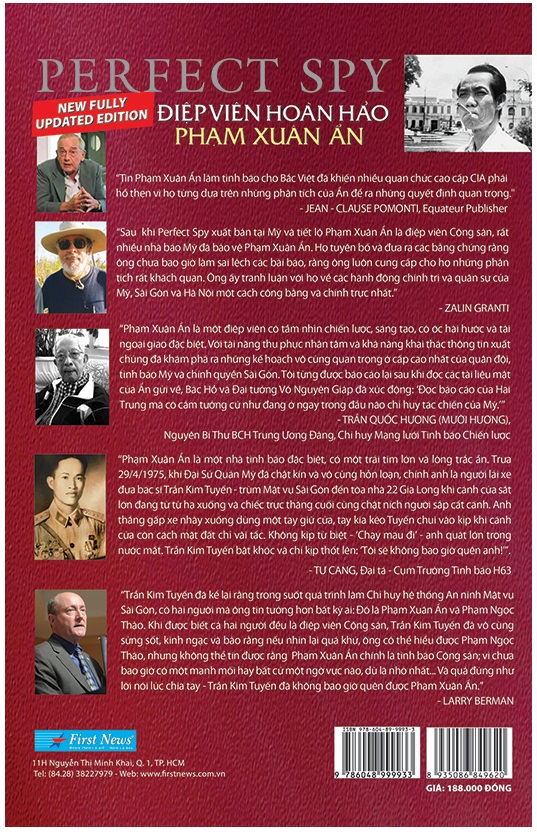 PERFECT SPY
NEW FULLY
UPDATED EDITION
ĐIỆP VIÊN HOÀN HẢO
PHẠM XUÂN ẨN
"Tin Phạm Xuân Ẩn làm tình báo cho Bắc Việt đã khiến nhiều quan chức cao cấp CIA phải
hổ thẹn vì họ từng dựa trên những phân tích của Ẩn để ra những quyết định quan trọng."
- JEAN - CLAUSE POMONTI, Equateur Publisher
"Sau khi Perfect Spy xuất bản tại Mỹ và tiết lộ Phạm Xuân Ẩn là điệp viên Cộng sản, rất
nhiều nhà báo Mỹ đã bảo vệ Phạm Xuân Ẩn. Họ tuyên bố và đưa ra các bằng chứng rằng
ông chưa bao giờ làm sai lệch các bài báo, rằng ông luôn cung cấp cho họ những phân
tích rất khách quan. Ông ấy tranh luận với họ về các hành động chính trị và quân sự của
Mỹ, Sài Gòn và Hà Nội một cách công bằng và chính trực nhất."
- ZALIN GRANTI
"Phạm Xuân Ẩn là một điệp viên có tầm nhìn chiến lược, sáng tạo, có óc hài hước và tài
ngoại giao đặc biệt. Với tài năng thu phục nhân tâm và khả năng khai thác thông tin xuất
chúng đã khám phá ra những kế hoạch vô cùng quan trọng ở cấp cao nhất của quân đội,
tình báo Mỹ và chính quyền Sài Gòn. Tôi từng được báo cáo lại sau khi đọc các tài liệu mật
của Ẩn gửi về, Bác Hồ và Đại tướng Võ Nguyên Giáp đã xúc động: 'Đọc báo cáo của Hai
Trung mà có cảm tưởng cứ như đang ở ngay trong đầu não chỉ huy tác chiến của Mỹ.'"
- TRẦN QUỐC HƯƠNG (MƯỜI HƯƠNG),
Nguyên Bí Thư BCH Trung Ương Đảng, Chỉ huy Mạng lưới Tình báo Chiến lược
"Phạm Xuân Ẩn là một nhà tình báo đặc biệt, có một trái tim lớn và lòng trắc ẩn. Trưa
29/4/1975, khi Đại Sứ Quán Mỹ đã chật kín và vô cùng hỗn loạn, chính anh là người lái xe
đưa bác sĩ Trần Kim Tuyến - trùm Mật vụ Sài Gòn đến tòa nhà 22 Gia Long khi cánh cửa sắt
lớn đang từ từ hạ xuống và chiếc trực thăng cuối cùng chật ních người sắp cất cánh. Anh
thắng gấp xe nhảy xuống dùng một tay giữ cửa, tay kia kéo Tuyến chui vào kịp khi cánh
cửa còn cách mặt đất chỉ vài tấc. Không kịp từ biệt - 'Chạy mau đi' - anh quát lớn trong
nước mắt, Trần Kim Tuyến bật khóc và chỉ kịp thốt lên: 'Tôi sẽ không bao giờ quên anh!'".
- TƯ CANG, Đại tá - Cụm Trưởng Tình báo H63
"Trần Kim Tuyến đã kể lại rằng trong suốt quá trình làm Chỉ huy hệ thống An ninh Mật vụ
Sài Gòn, có hai người mà ông tin tưởng hơn bất kỳ ai: Đó là Phạm Xuân Ẩn và Phạm Ngọc
Thảo. Khi được biết cả hai người đều là điệp viên Cộng sản, Trần Kim Tuyến đã vô cùng
sửng sốt, kinh ngạc và bảo rằng nếu nhìn lại quá khứ, ông có thể hiểu được Phạm Ngọc
Thảo, nhưng không thể tin được rằng Phạm Xuân Ẩn chính là tình báo Cộng sản; vì chưa
bao giờ có một manh mối hay bất cứ một ngờ vực nào, dù là nhỏ nhất... Và quả đúng như
lời nói lúc chia tay - Trần Kim Tuyến đã không bao giờ quên được Phạm Xuân Ẩn."
- LARRY BERMAN
First News
11H Nguyễn Thị Minh Khai, Q. 1, TP. HCM
Tel: (84.28) 38227979 - Web: www.firstnews.com.vn
ISBN: 978-604-89-9993-3
9 786048 999933
8 935086 849620
GIÁ: 188.000 ĐỒNG